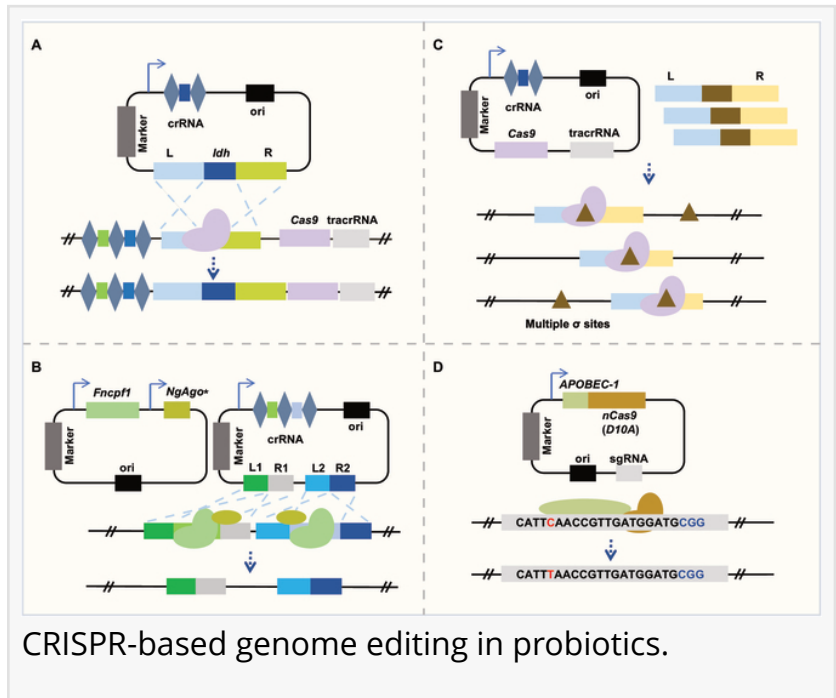 A
Marker
crRNA
ori
L ldh R
Cas9 tracrRNA
B
Fncpf1 NgAgo*
Marker
ori
Marker
crRNA
ori
L1 R1 L2 R2
C
Marker
crRNA
ori
Cas9 tracrRNA
L R
Multiple σ sites
D
APOBEC-1
Marker
nCas9
(D10A)
ori sgRNA
CATTCAACCGTTGATGGATGCGG
CATTTAACCGTTGATGGATGCGG
CRISPR-based genome editing in probiotics.